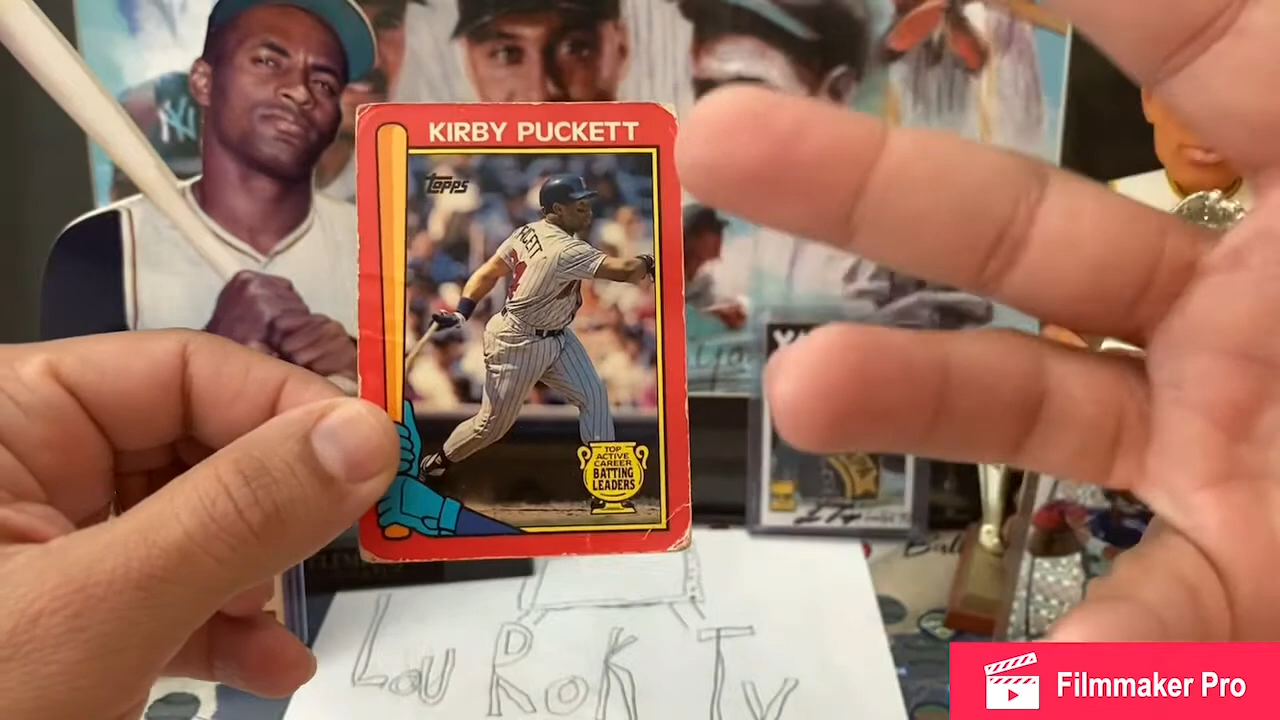 KIRBY PUCKETT
Topps
TOP
ACTIVE
CAREER
BATTING
LEADERS
LOU ROK TV
Filmmaker Pro